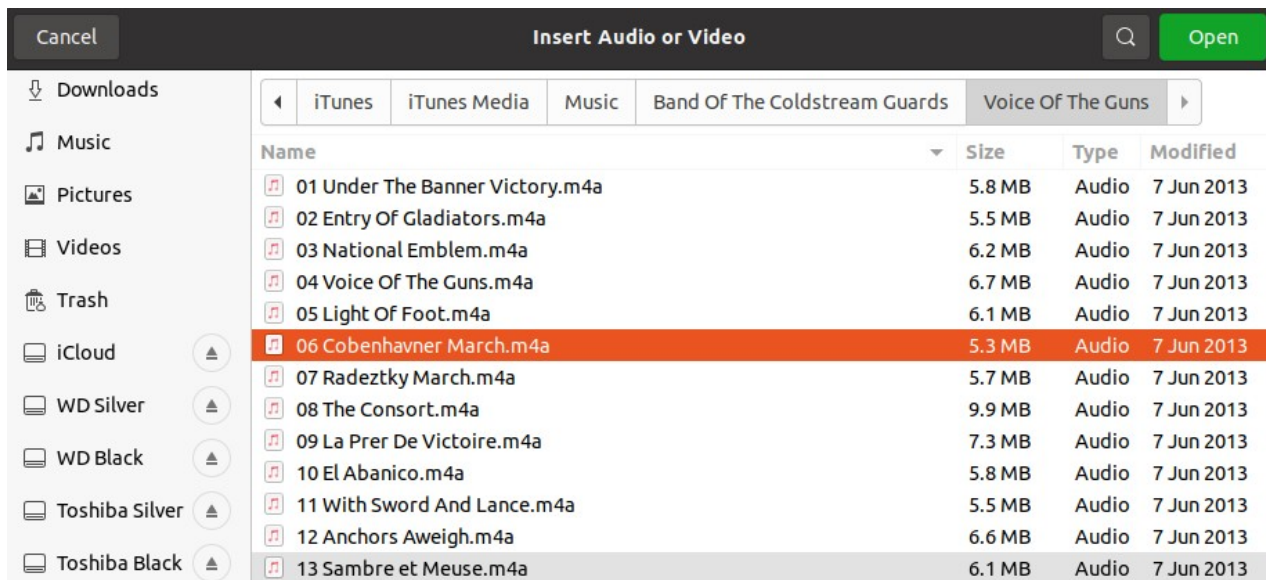 Cancel Insert Audio or Video Open
Downloads
Music
Pictures
Videos
Trash
iCloud
WD Silver
WD Black
Toshiba Silver
Toshiba Black
iTunes iTunes Media Music Band Of The Coldstream Guards Voice Of The Guns
Name Size Type Modified
01 Under The Banner Victory.m4a 5.8 MB Audio 7 Jun 2013
02 Entry Of Gladiators.m4a 5.5 MB Audio 7 Jun 2013
03 National Emblem.m4a 6.2 MB Audio 7 Jun 2013
04 Voice Of The Guns.m4a 6.7 MB Audio 7 Jun 2013
05 Light Of Foot.m4a 6.1 MB Audio 7 Jun 2013
06 Cobenhavner March.m4a 5.3 MB Audio 7 Jun 2013
07 Radeztky March.m4a 5.7 MB Audio 7 Jun 2013
08 The Consort.m4a 9.9 MB Audio 7 Jun 2013
09 La Prer De Victoire.m4a 7.3 MB Audio 7 Jun 2013
10 El Abanico.m4a 5.8 MB Audio 7 Jun 2013
11 With Sword And Lance.m4a 5.5 MB Audio 7 Jun 2013
12 Anchors Aweigh.m4a 6.6 MB Audio 7 Jun 2013
13 Sambre et Meuse.m4a 6.1 MB Audio 7 Jun 2013